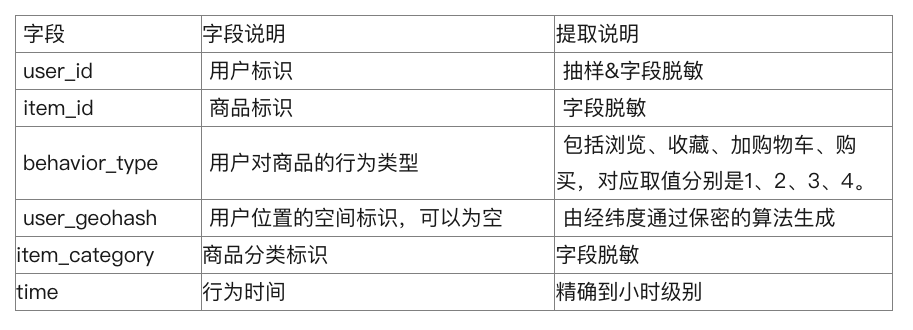 字段 字段说明 提取说明
user_id 用户标识 抽样&字段脱敏
item_id 商品标识 字段脱敏
behavior_type 用户对商品的行为类型 包括浏览、收藏、加购物车、购
买，对应取值分别是1、2、3、4。
user_geohash 用户位置的空间标识，可以为空 由经纬度通过保密的算法生成
item_category 商品分类标识 字段脱敏
time 行为时间 精确到小时级别